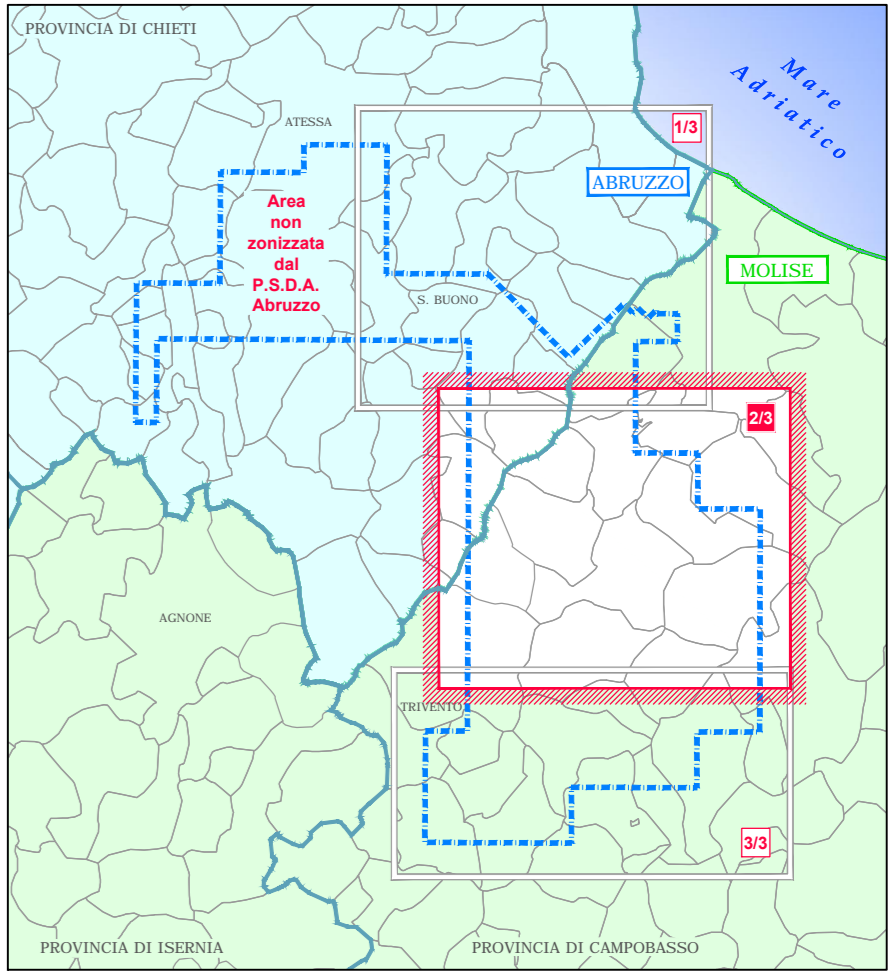 PROVINCIA DI CHIETI
Mare
Adriatico
ATESSA
1/3
ABRUZZO
Area
non
zonizzata
dal
P.S.D.A.
Abruzzo
MOLISE
S. BUONO
2/3
AGNONE
TRIVENTO
3/3
PROVINCIA DI ISERNIA
PROVINCIA DI CAMPOBASSO